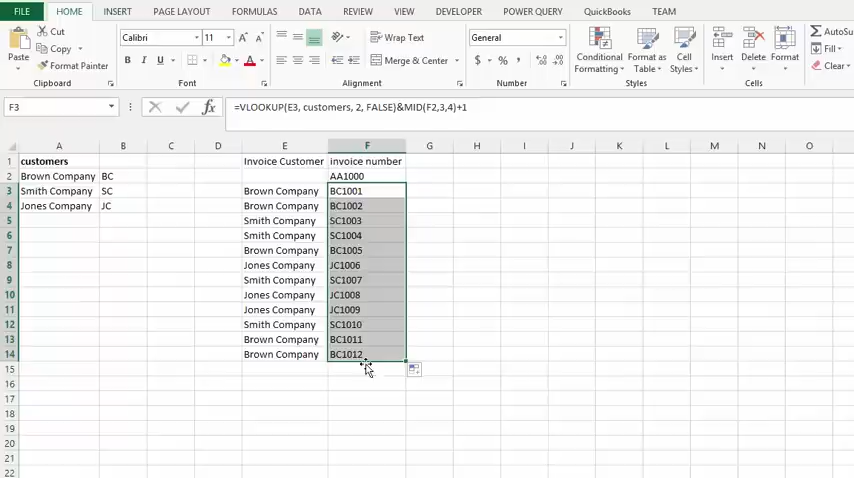 FILE HOME INSERT PAGE LAYOUT FORMULAS DATA REVIEW VIEW DEVELOPER POWER QUERY QuickBooks TEAM
Cut Calibri 11 Wrap Text General AutoSu
Paste Copy Conditional Format as Cell Insert Delete Format Fill
Format Painter B I U Merge & Center $ % Formatting Table Styles Clear
Clipboard Font Alignment Number Styles Cells
F3 fx =VLOOKUP(E3, customers, 2, FALSE)&MID(F2,3,4)+1
A B C D E F G H I J K L M N O
1 customers Invoice Customer invoice number
2 Brown Company BC AA1000
3 Smith Company SC Brown Company BC1001
4 Jones Company JC Brown Company BC1002
5 Smith Company SC1003
6 Smith Company SC1004
7 Brown Company BC1005
8 Jones Company JC1006
9 Smith Company SC1007
10 Jones Company JC1008
11 Jones Company JC1009
12 Smith Company SC1010
13 Brown Company BC1011
14 Brown Company BC1012
15
16
17
18
19
20
21
22